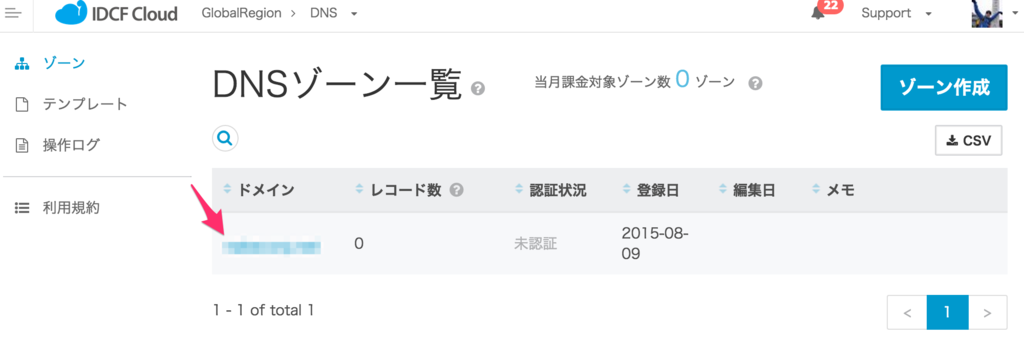 IDCF Cloud
GlobalRegion > DNS
22
Support
ゾーン
テンプレート
操作ログ
利用規約
DNSゾーン一覧 ?
当月課金対象ゾーン数 0 ゾーン ?
ゾーン作成
CSV
ドメイン レコード数 ? 認証状況 登録日 編集日 メモ
0 未認証 2015-08-
09
1 - 1 of total 1
< 1 >